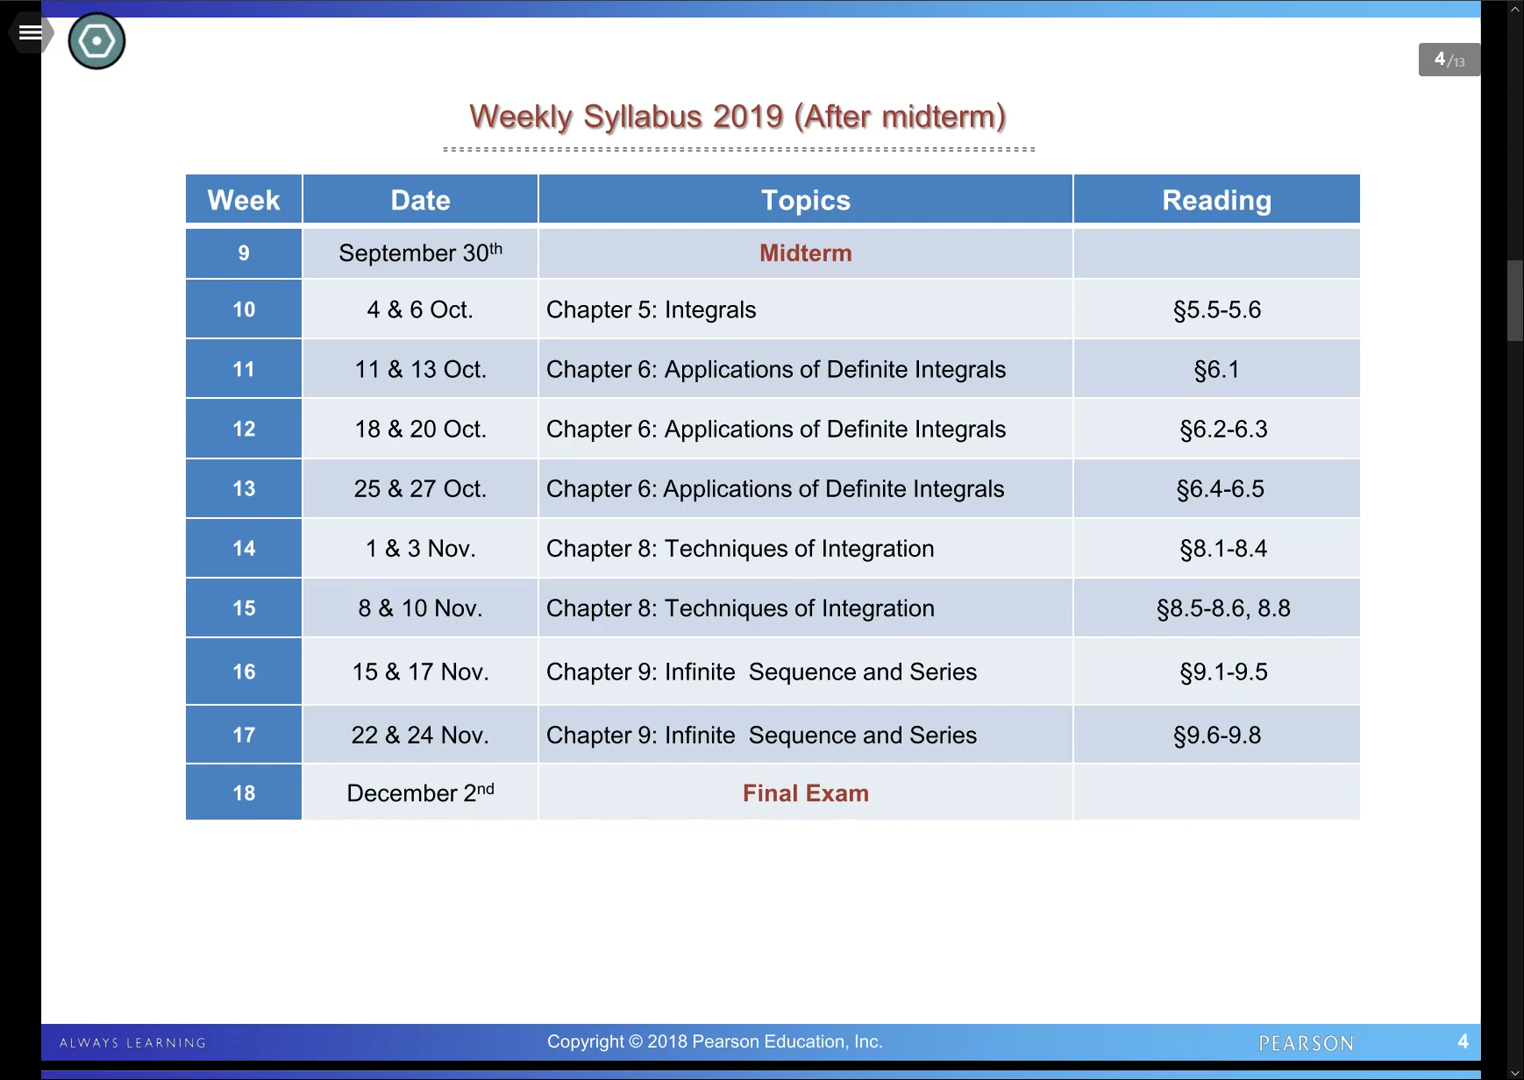 4/13
Weekly Syllabus 2019 (After midterm)
Week Date Topics Reading
9 September 30th Midterm
10 4 & 6 Oct. Chapter 5: Integrals §5.5-5.6
11 11 & 13 Oct. Chapter 6: Applications of Definite Integrals §6.1
12 18 & 20 Oct. Chapter 6: Applications of Definite Integrals §6.2-6.3
13 25 & 27 Oct. Chapter 6: Applications of Definite Integrals §6.4-6.5
14 1 & 3 Nov. Chapter 8: Techniques of Integration §8.1-8.4
15 8 & 10 Nov. Chapter 8: Techniques of Integration §8.5-8.6, 8.8
16 15 & 17 Nov. Chapter 9: Infinite Sequence and Series §9.1-9.5
17 22 & 24 Nov. Chapter 9: Infinite Sequence and Series §9.6-9.8
18 December 2nd Final Exam
ALWAYS LEARNING Copyright © 2018 Pearson Education, Inc. PEARSON 4